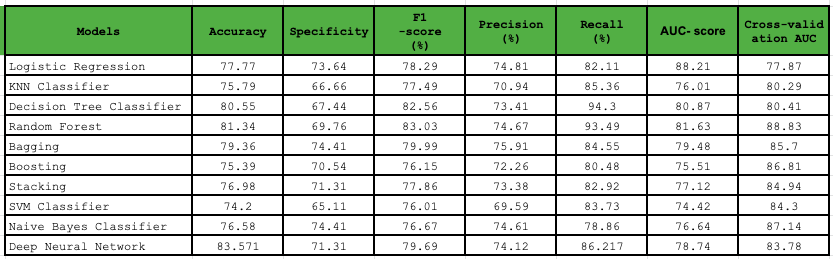 Models Accuracy Specificity F1 -score (%) Precision (%) Recall (%) AUC- score Cross-valid ation AUC
Logistic Regression 77.77 73.64 78.29 74.81 82.11 88.21 77.87
KNN Classifier 75.79 66.66 77.49 70.94 85.36 76.01 80.29
Decision Tree Classifier 80.55 67.44 82.56 73.41 94.3 80.87 80.41
Random Forest 81.34 69.76 83.03 74.67 93.49 81.63 88.83
Bagging 79.36 74.41 79.99 75.91 84.55 79.48 85.7
Boosting 75.39 70.54 76.15 72.26 80.48 75.51 86.81
Stacking 76.98 71.31 77.86 73.38 82.92 77.12 84.94
SVM Classifier 74.2 65.11 76.01 69.59 83.73 74.42 84.3
Naive Bayes Classifier 76.58 74.41 76.67 74.61 78.86 76.64 87.14
Deep Neural Network 83.571 71.31 79.69 74.12 86.217 78.74 83.78